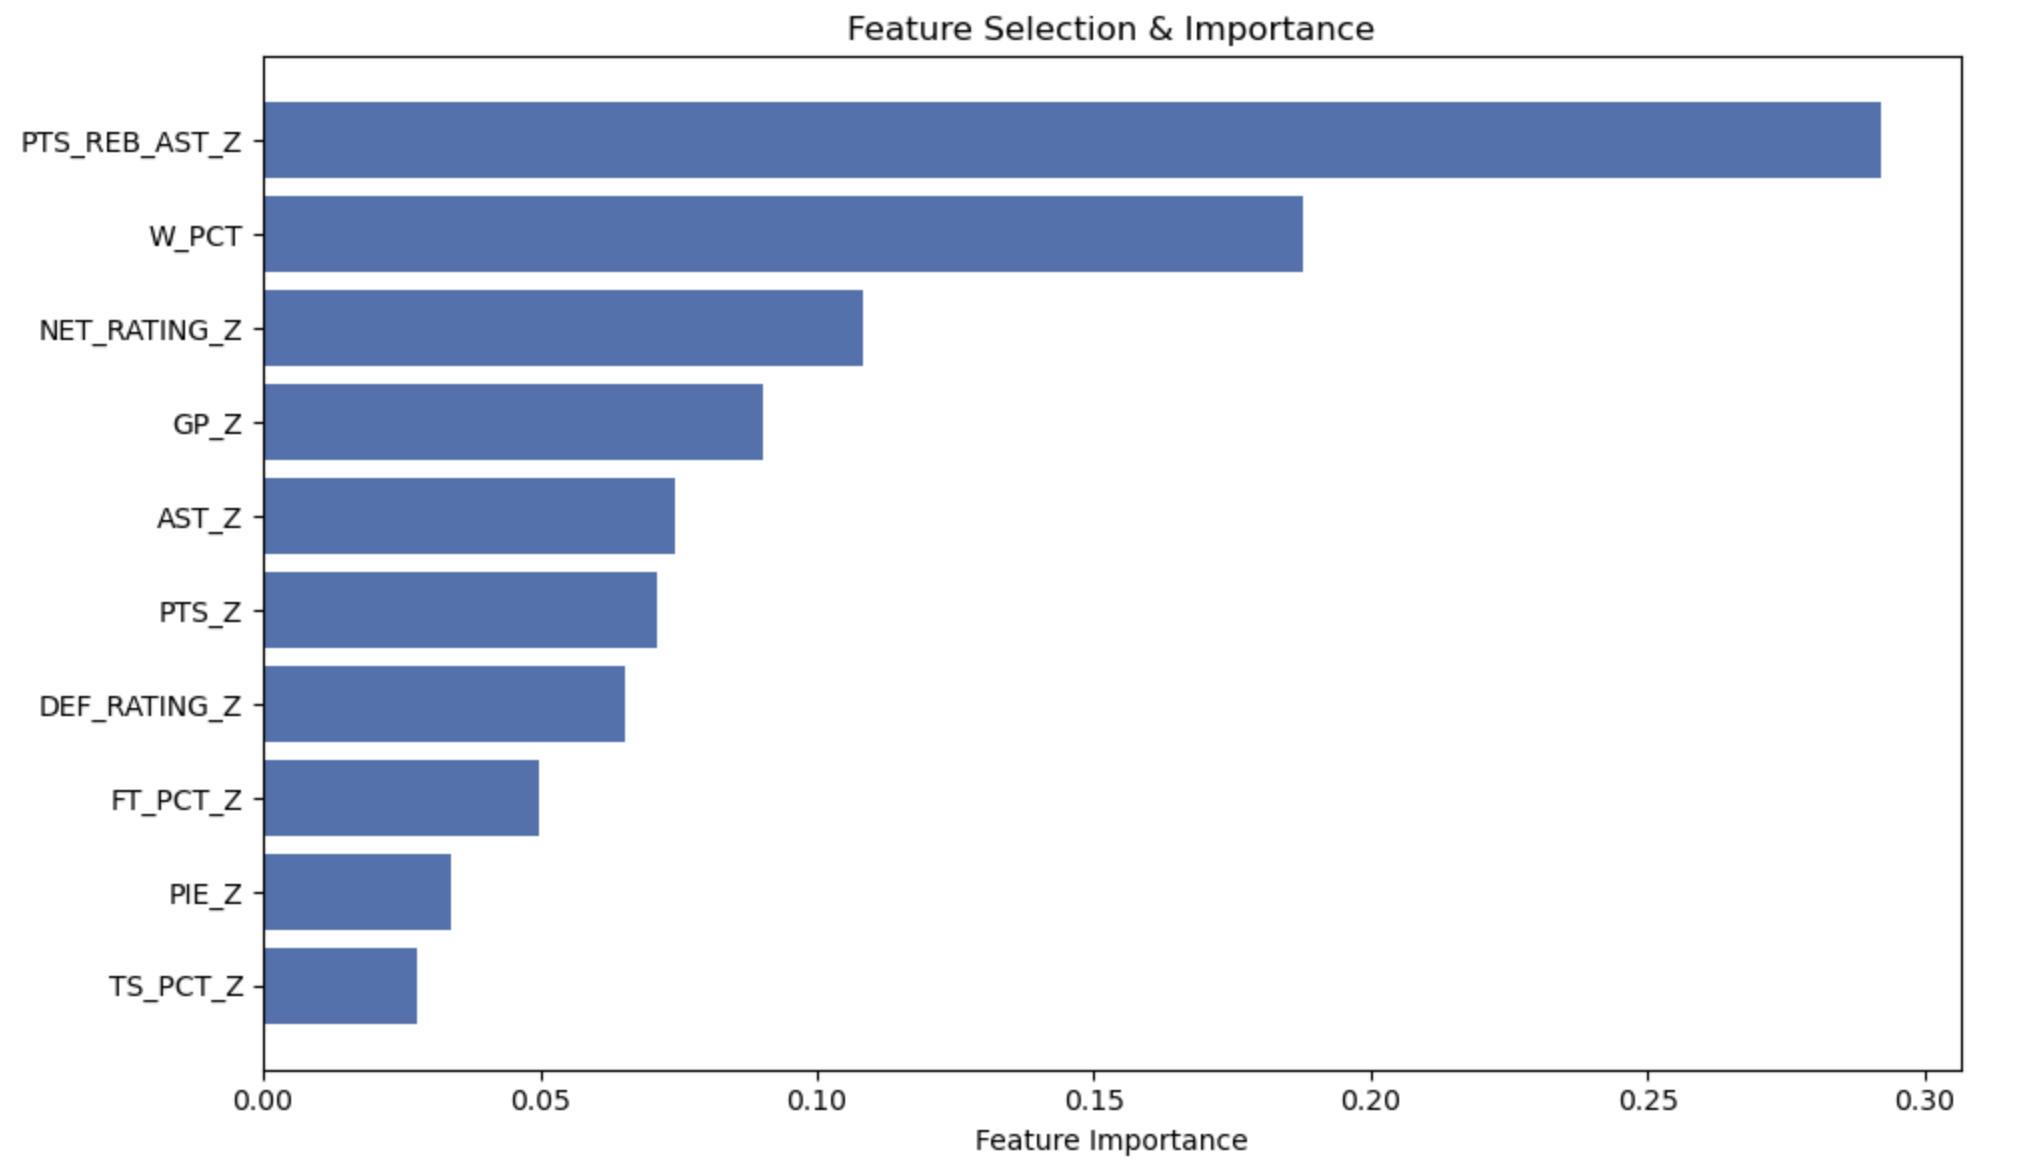 Feature Selection & Importance
PTS_REB_AST_Z
W_PCT
NET_RATING_Z
GP_Z
AST_Z
PTS_Z
DEF_RATING_Z
FT_PCT_Z
PIE_Z
TS_PCT_Z
0.00 0.05 0.10 0.15 0.20 0.25 0.30
Feature Importance